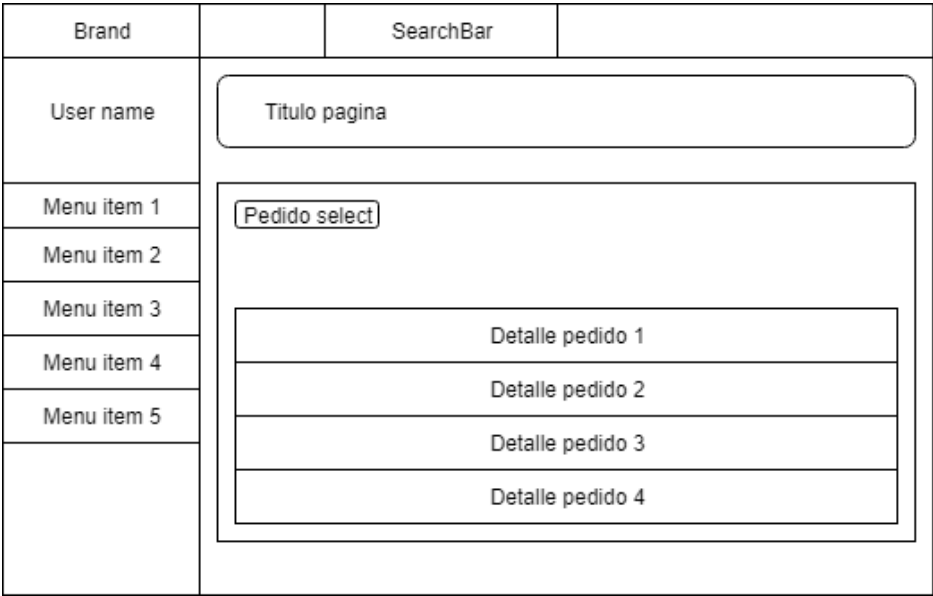 Brand
SearchBar
User name
Titulo pagina
Menu item 1
Menu item 2
Menu item 3
Menu item 4
Menu item 5
Pedido select
Detalle pedido 1
Detalle pedido 2
Detalle pedido 3
Detalle pedido 4